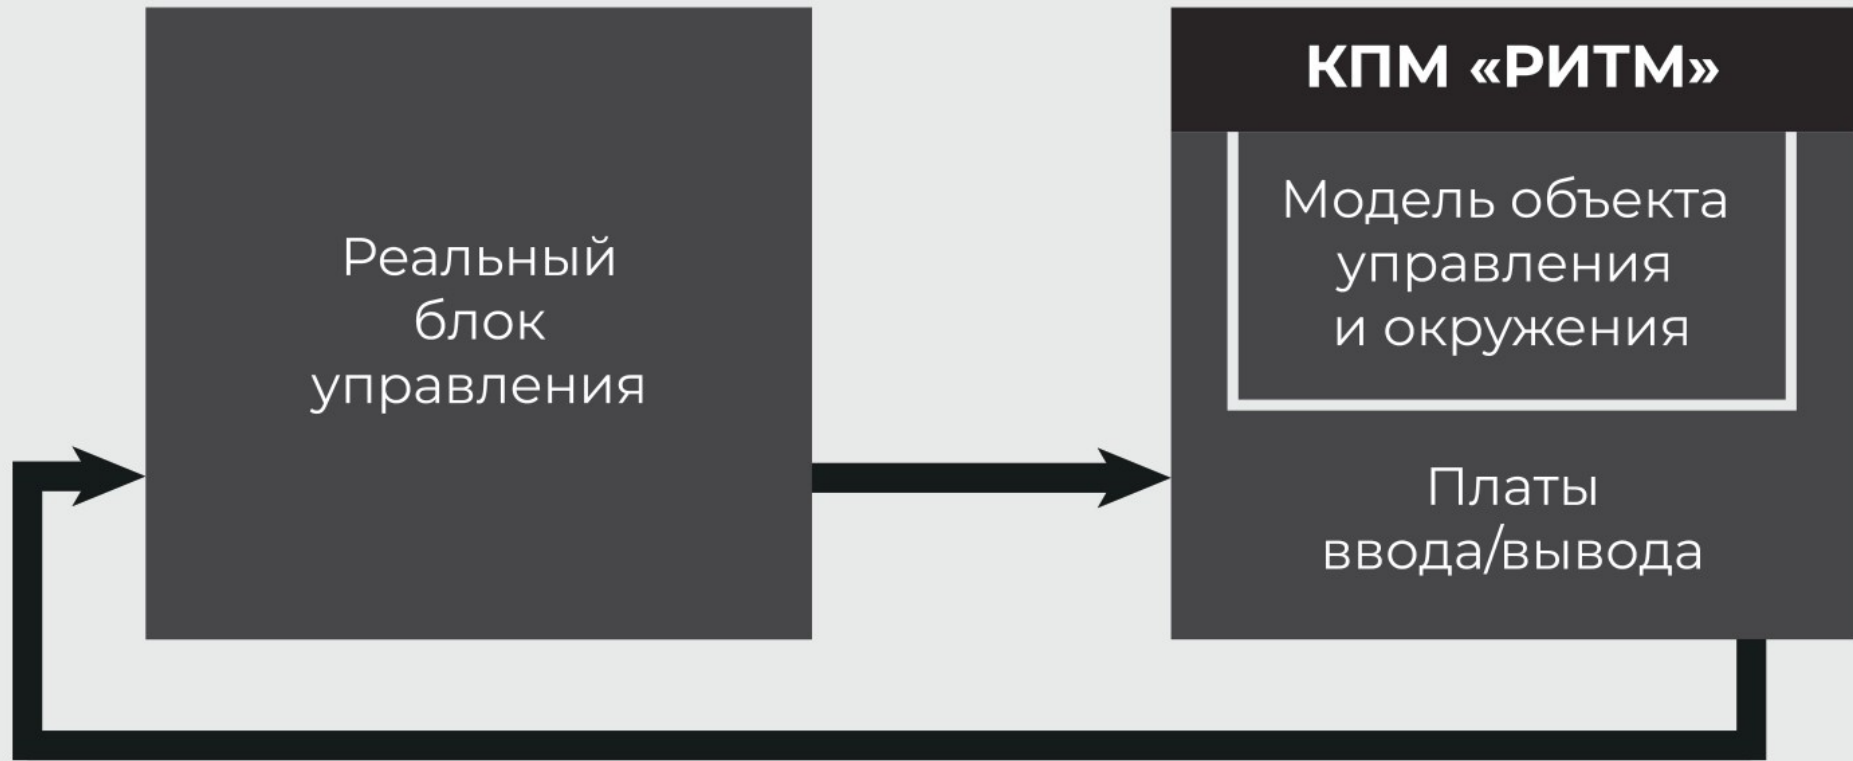 Реальный
блок
управления
КПМ «РИТМ»
Модель объекта
управления
и окружения
Платы
ввода/вывода